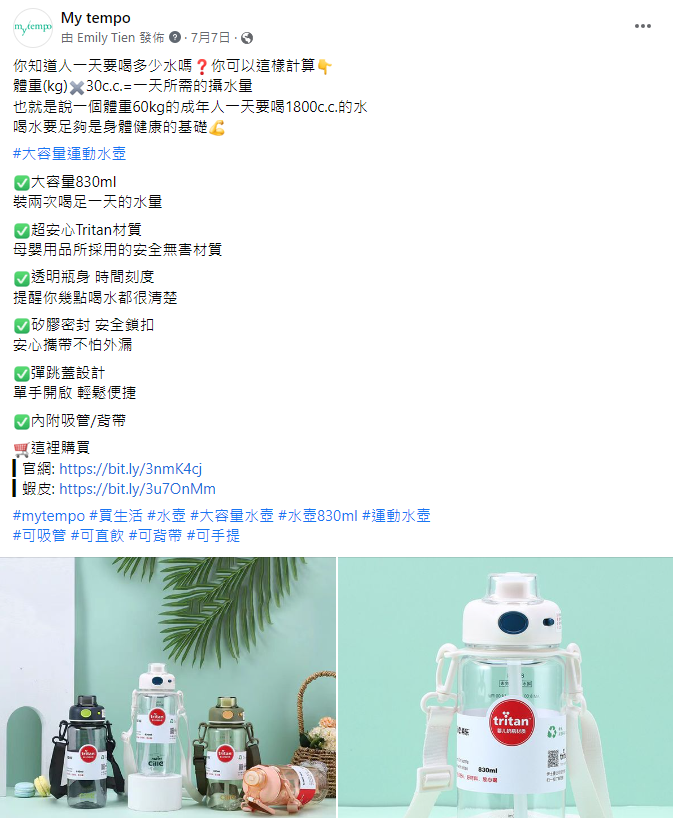 My tempo
由 Emily Tien 發佈 · 7月7日 ·
你知道人一天要喝多少水嗎❓你可以這樣計算👇
體重(kg)✖️30c.c.=一天所需的攝水量
也就是說一個體重60kg的成年人一天要喝1800c.c.的水
喝水要足夠是身體健康的基礎💪
#大容量運動水壺
✅大容量830ml
裝兩次喝足一天的水量
✅超安心Tritan材質
母嬰用品所採用的安全無害材質
✅透明瓶身 時間刻度
提醒你幾點喝水都很清楚
✅矽膠密封 安全鎖扣
安心攜帶不怕外漏
✅彈跳蓋設計
單手開啟 輕鬆便捷
✅內附吸管/背帶
🛒這裡購買
▎官網: https://bit.ly/3nmK4cj
▎蝦皮: https://bit.ly/3u7OnMm
#mytempo #買生活 #水壺 #大容量水壺 #水壺830ml #運動水壺
#可吸管 #可直飲 #可背帶 #可手提
my tempo
tritan
tritan
tritan
tritan
830ml